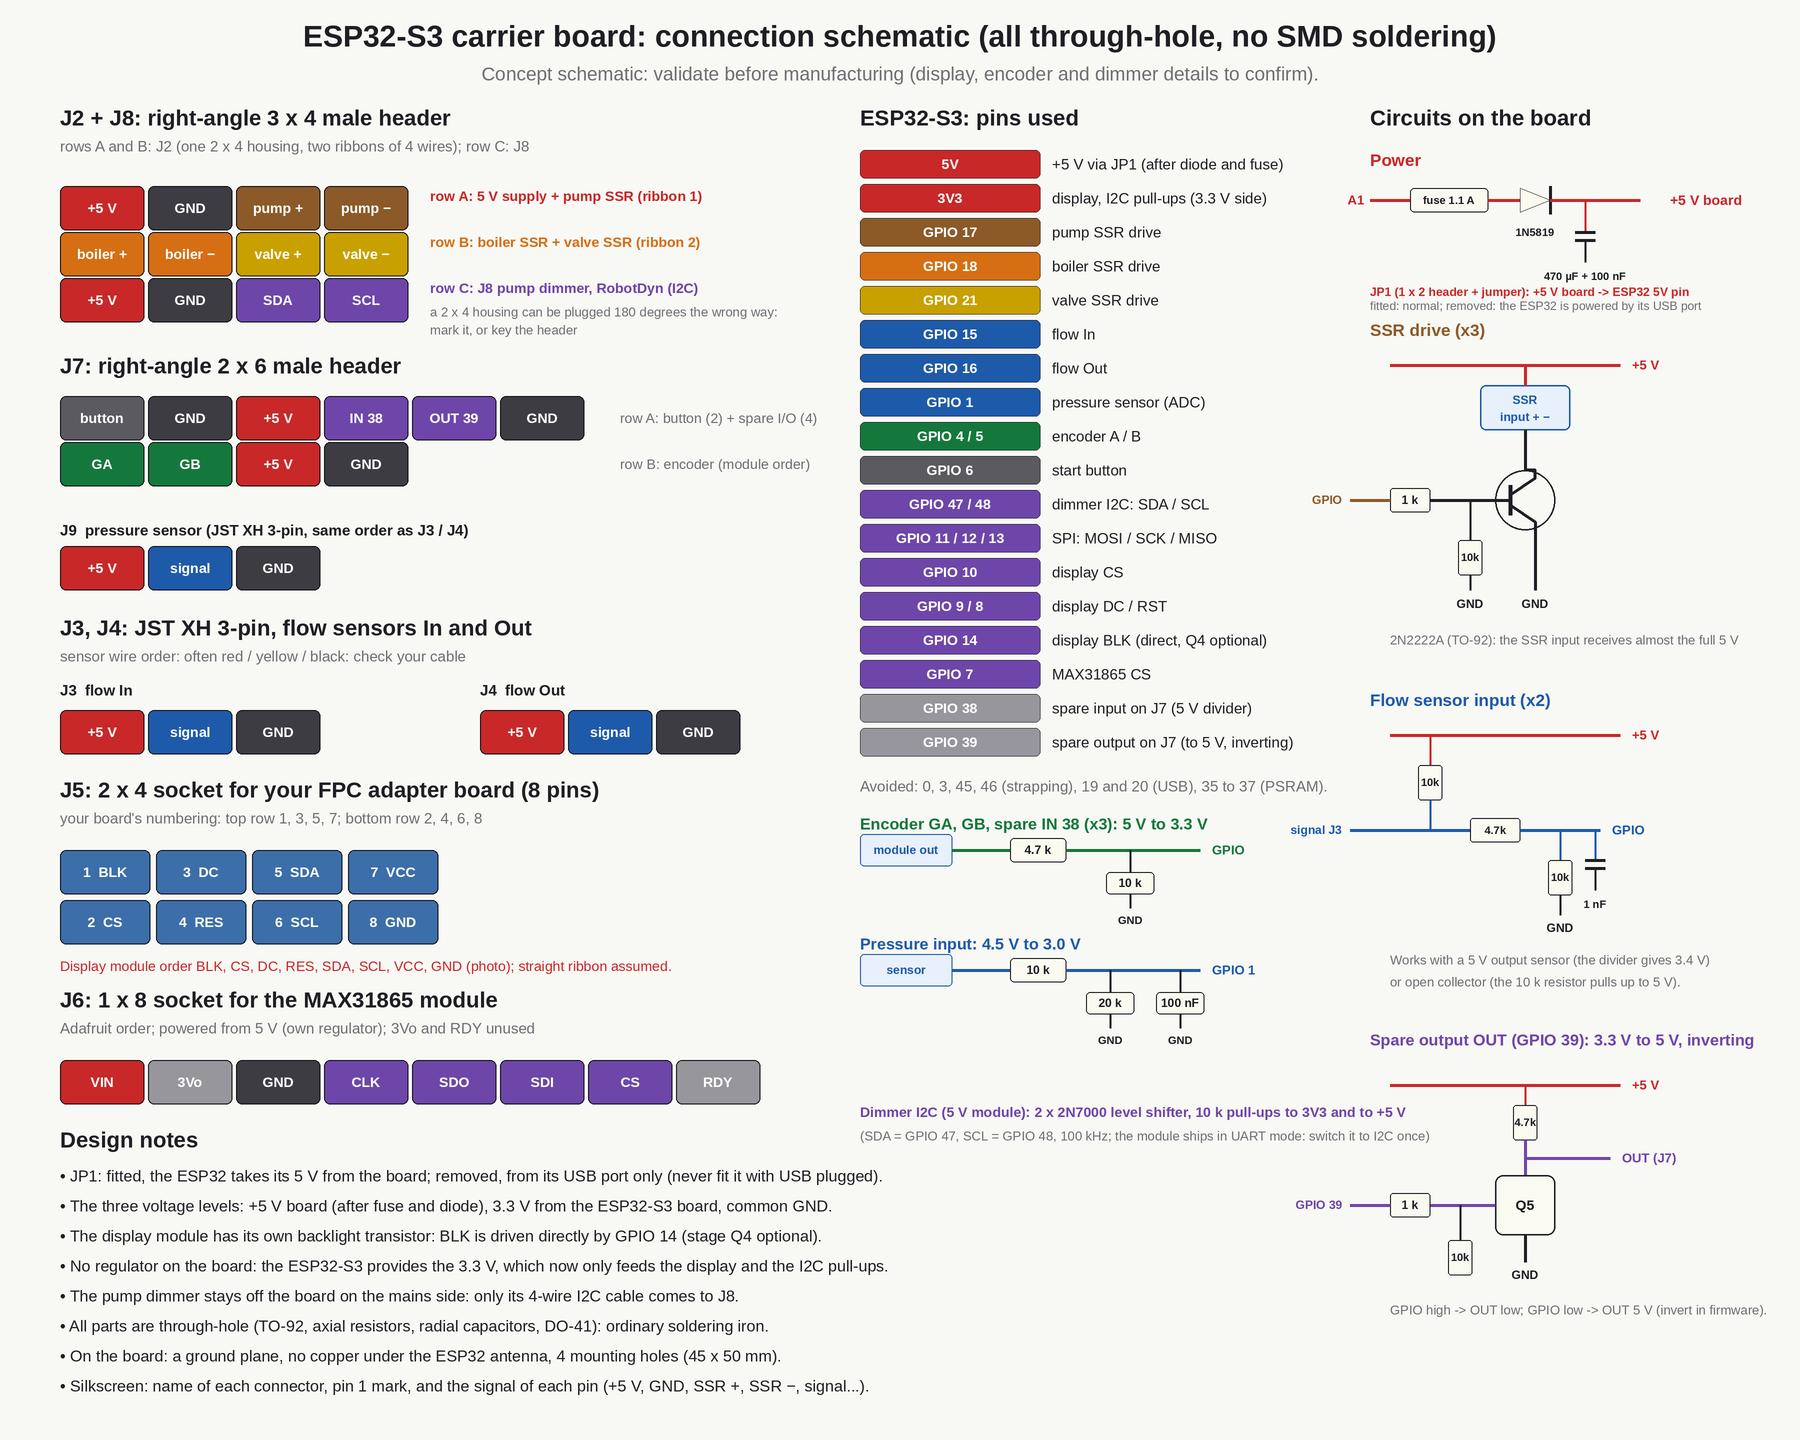 ESP32-S3 carrier board: connection schematic (all through-hole, no SMD soldering)
Concept schematic: validate before manufacturing (display, encoder and dimmer details to confirm).
J2 + J8: right-angle 3 x 4 male header
rows A and B: J2 (one 2 x 4 housing, two ribbons of 4 wires); row C: J8
+5 V GND pump + pump −
row A: 5 V supply + pump SSR (ribbon 1)
boiler + boiler − valve + valve −
row B: boiler SSR + valve SSR (ribbon 2)
+5 V GND SDA SCL
row C: J8 pump dimmer, RobotDyn (I2C)
a 2 x 4 housing can be plugged 180 degrees the wrong way:
mark it, or key the header
J7: right-angle 2 x 6 male header
button GND +5 V IN 38 OUT 39 GND
row A: button (2) + spare I/O (4)
GA GB +5 V GND
row B: encoder (module order)
J9 pressure sensor (JST XH 3-pin, same order as J3 / J4)
+5 V signal GND
J3, J4: JST XH 3-pin, flow sensors In and Out
sensor wire order: often red / yellow / black: check your cable
J3 flow In
+5 V signal GND
J4 flow Out
+5 V signal GND
J5: 2 x 4 socket for your FPC adapter board (8 pins)
your board's numbering: top row 1, 3, 5, 7; bottom row 2, 4, 6, 8
1 BLK 3 DC 5 SDA 7 VCC
2 CS 4 RES 6 SCL 8 GND
Display module order BLK, CS, DC, RES, SDA, SCL, VCC, GND (photo); straight ribbon assumed.
J6: 1 x 8 socket for the MAX31865 module
Adafruit order; powered from 5 V (own regulator); 3Vo and RDY unused
VIN 3Vo GND CLK SDO SDI CS RDY
Design notes
• JP1: fitted, the ESP32 takes its 5 V from the board; removed, from its USB port only (never fit it with USB plugged).
• The three voltage levels: +5 V board (after fuse and diode), 3.3 V from the ESP32-S3 board, common GND.
• The display module has its own backlight transistor: BLK is driven directly by GPIO 14 (stage Q4 optional).
• No regulator on the board: the ESP32-S3 provides the 3.3 V, which now only feeds the display and the I2C pull-ups.
• The pump dimmer stays off the board on the mains side: only its 4-wire I2C cable comes to J8.
• All parts are through-hole (TO-92, axial resistors, radial capacitors, DO-41): ordinary soldering iron.
• On the board: a ground plane, no copper under the ESP32 antenna, 4 mounting holes (45 x 50 mm).
• Silkscreen: name of each connector, pin 1 mark, and the signal of each pin (+5 V, GND, SSR +, SSR −, signal...).
ESP32-S3: pins used
5V +5 V via JP1 (after diode and fuse)
3V3 display, I2C pull-ups (3.3 V side)
GPIO 17 pump SSR drive
GPIO 18 boiler SSR drive
GPIO 21 valve SSR drive
GPIO 15 flow In
GPIO 16 flow Out
GPIO 1 pressure sensor (ADC)
GPIO 4 / 5 encoder A / B
GPIO 6 start button
GPIO 47 / 48 dimmer I2C: SDA / SCL
GPIO 11 / 12 / 13 SPI: MOSI / SCK / MISO
GPIO 10 display CS
GPIO 9 / 8 display DC / RST
GPIO 14 display BLK (direct, Q4 optional)
GPIO 7 MAX31865 CS
GPIO 38 spare input on J7 (5 V divider)
GPIO 39 spare output on J7 (to 5 V, inverting)
Avoided: 0, 3, 45, 46 (strapping), 19 and 20 (USB), 35 to 37 (PSRAM).
Encoder GA, GB, spare IN 38 (x3): 5 V to 3.3 V
module out 4.7 k GPIO
10 k
GND
Pressure input: 4.5 V to 3.0 V
sensor 10 k GPIO 1
20 k 100 nF
GND GND
Dimmer I2C (5 V module): 2 x 2N7000 level shifter, 10 k pull-ups to 3V3 and to +5 V
(SDA = GPIO 47, SCL = GPIO 48, 100 kHz; the module ships in UART mode: switch it to I2C once)
Circuits on the board
Power
A1 fuse 1.1 A +5 V board
1N5819
470 µF + 100 nF
JP1 (1 x 2 header + jumper): +5 V board -> ESP32 5V pin
fitted: normal; removed: the ESP32 is powered by its USB port
SSR drive (x3)
+5 V
SSR
input + −
GPIO 1 k
10k
GND GND
2N2222A (TO-92): the SSR input receives almost the full 5 V
Flow sensor input (x2)
+5 V
10k
signal J3 4.7k GPIO
10k
1 nF
GND
Works with a 5 V output sensor (the divider gives 3.4 V)
or open collector (the 10 k resistor pulls up to 5 V).
Spare output OUT (GPIO 39): 3.3 V to 5 V, inverting
+5 V
4.7k
OUT (J7)
GPIO 39 1 k Q5
10k
GND
GPIO high -> OUT low; GPIO low -> OUT 5 V (invert in firmware).